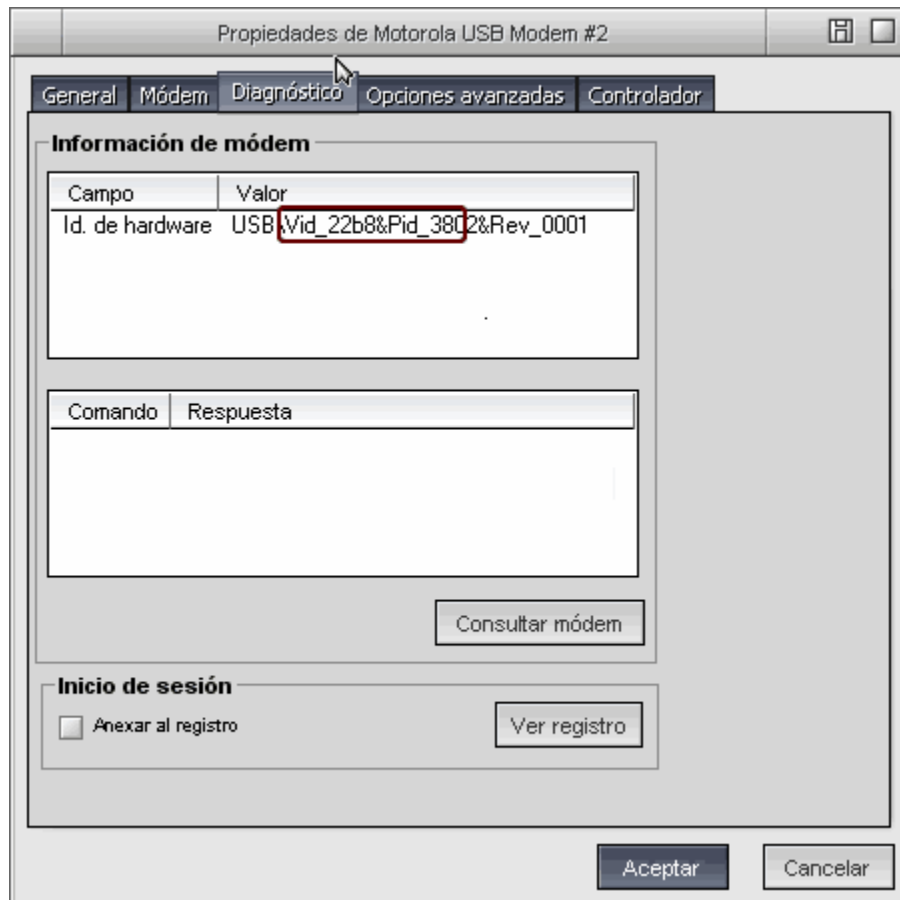 Propiedades de Motorola USB Modem #2
General Módem Diagnóstico Opciones avanzadas Controlador
Información de módem
Campo Valor
Id. de hardware USB\Vid_22b8&Pid_3802&Rev_0001
Comando Respuesta
Consultar módem
Inicio de sesión
Anexar al registro Ver registro
Aceptar Cancelar